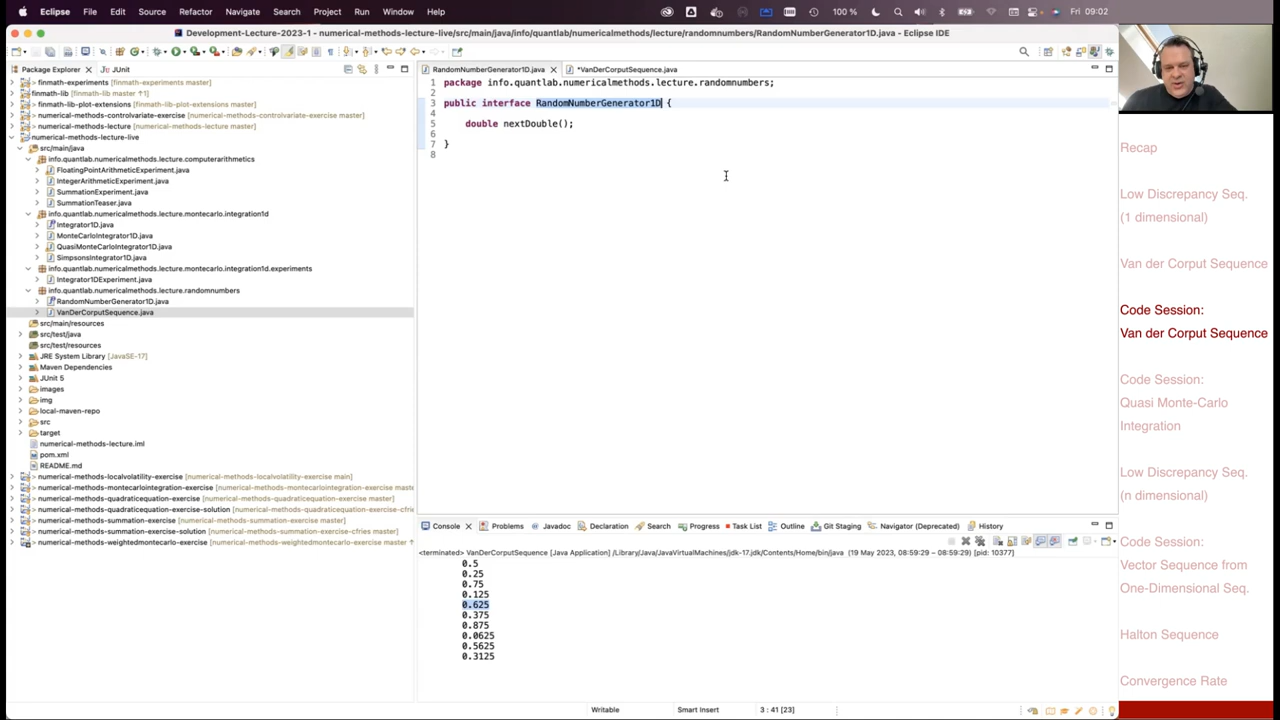 Eclipse File Edit Source Refactor Navigate Search Project Run Window Help 100 % Fri 09:02
Development-Lecture-2023-1 - numerical-methods-lecture-live/src/main/java/info/quantlab/numericalmethods/lecture/randomnumbers/RandomNumberGenerator1D.java - Eclipse IDE
Package Explorer JUnit
> finmath-experiments [finmath-experiments master]
finmath-lib [finmath-lib master ↑1]
> finmath-lib-plot-extensions [finmath-lib-plot-extensions master]
> numerical-methods-controlvariate-exercise [finmath-controlvariate-exercise master]
> numerical-methods-lecture [finmath-lecture master]
numerical-methods-lecture-live
src/main/java
info.quantlab.numericalmethods.lecture.computerarithmetics
FloatingPointArithmeticExperiment.java
IntegerArithmeticExperiment.java
SummationExperiment.java
SummationTeaser.java
info.quantlab.numericalmethods.lecture.montecarlo.integration1d
Integrator1D.java
MonteCarloIntegrator1D.java
QuasiMonteCarloIntegrator1D.java
SimpsonsIntegrator1D.java
info.quantlab.numericalmethods.lecture.montecarlo.integration1d.experiments
Integrator1DExperiment.java
info.quantlab.numericalmethods.lecture.randomnumbers
RandomNumberGenerator1D.java
VanDerCorputSequence.java
src/main/resources
src/test/java
src/test/resources
JRE System Library [JavaSE-17]
Maven Dependencies
JUnit 5
images
img
local-maven-repo
src
target
numerical-methods-lecture.iml
pom.xml
README.md
> numerical-methods-localvolatility-exercise [numerical-methods-localvolatility-exercise main]
> numerical-methods-montecarlointegration-exercise [numerical-methods-montecarlointegration-exercise maste
> numerical-methods-quadraticequation-exercise [numerical-methods-quadraticequation-exercise master]
> numerical-methods-quadraticequation-exercise-solution [numerical-methods-quadraticequation-exercise-cfries
> numerical-methods-summation-exercise [numerical-methods-summation-exercise master]
> numerical-methods-summation-exercise-solution [numerical-methods-summation-exercise-cfries master]
> numerical-methods-weightedmontecarlo-exercise [numerical-methods-weightedmontecarlo-exercise master ↑
RandomNumberGenerator1D.java *VanDerCorputSequence.java
1 package info.quantlab.numericalmethods.lecture.randomnumbers;
2
3 public interface RandomNumberGenerator1D {
4
5 double nextDouble();
6
7 }
8
Console Problems Javadoc Declaration Search Progress Task List Outline Git Staging Navigator (Deprecated) History
<terminated> VanDerCorputSequence [Java Application] /Library/Java/JavaVirtualMachines/jdk-17.jdk/Contents/Home/bin/java (19 May 2023, 08:59:29 – 08:59:29) [pid: 10377]
0.5
0.25
0.75
0.125
0.625
0.375
0.875
0.0625
0.5625
0.3125
Writable Smart Insert 3 : 41 [23]
Recap
Low Discrepancy Seq.
(1 dimensional)
Van der Corput Sequence
Code Session:
Van der Corput Sequence
Code Session:
Quasi Monte-Carlo
Integration
Low Discrepancy Seq.
(n dimensional)
Code Session:
Vector Sequence from
One-Dimensional Seq.
Halton Sequence
Convergence Rate